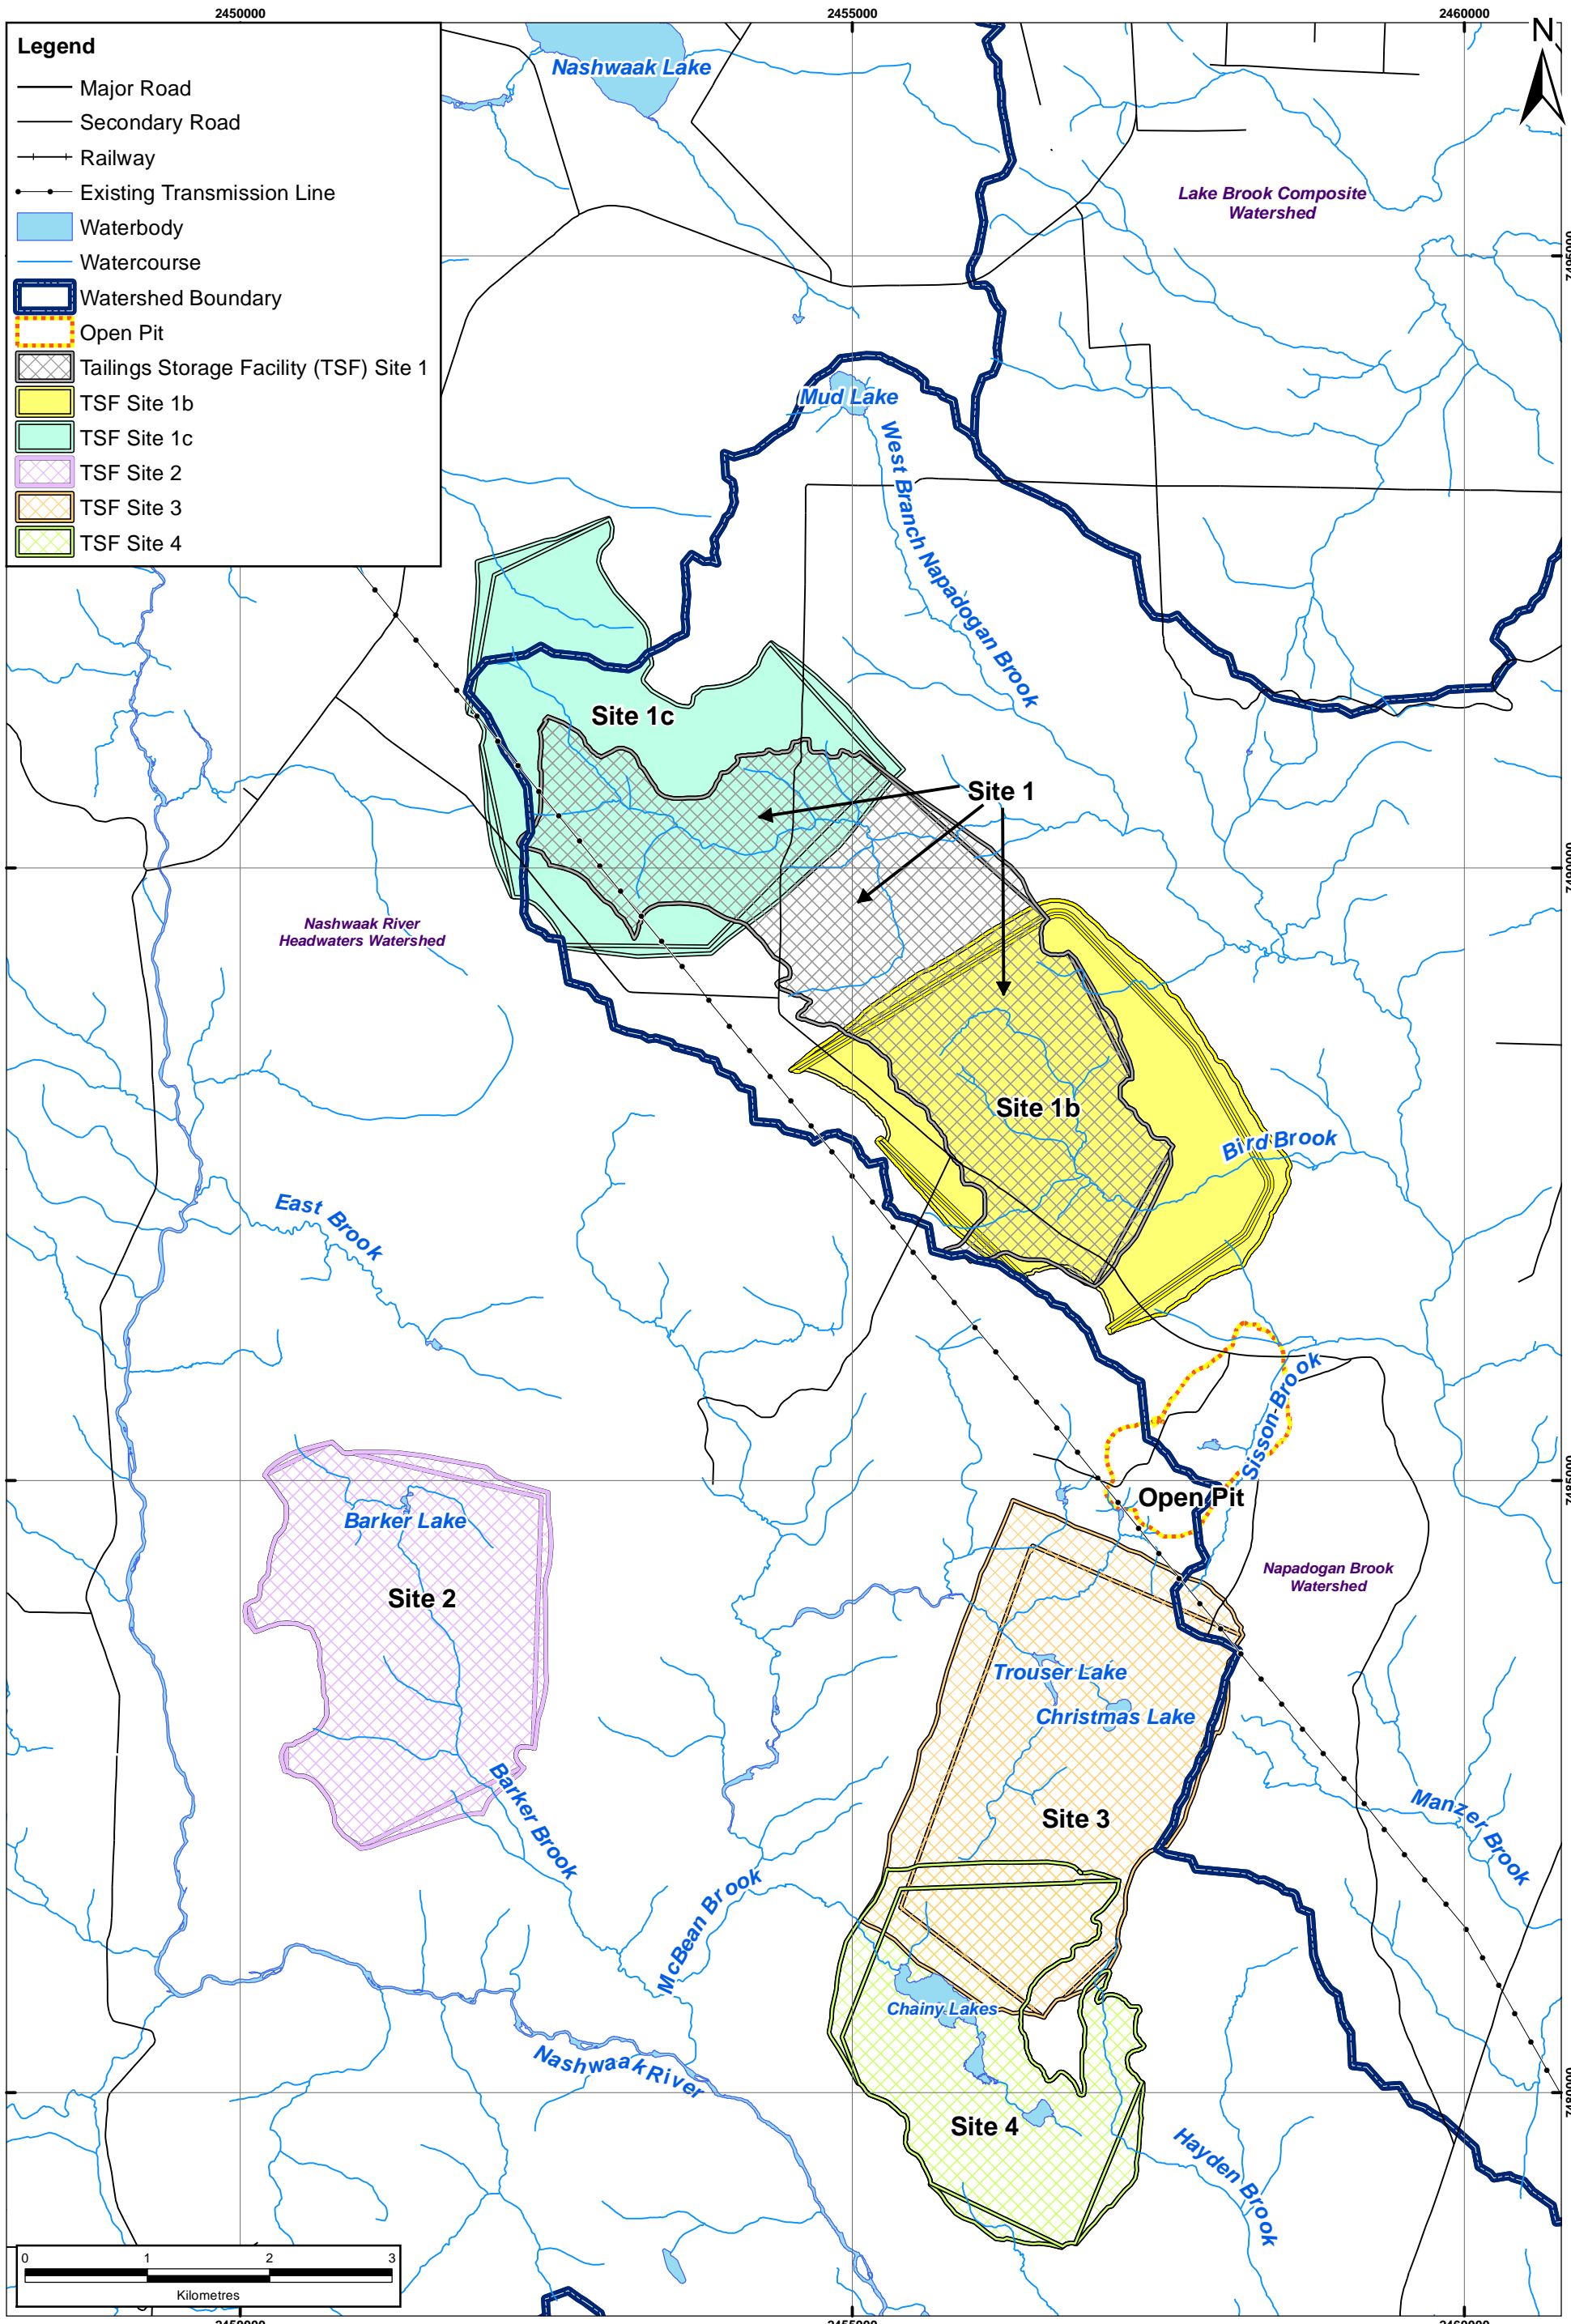 2450000
2455000
2460000
Legend
Major Road
Secondary Road
Railway
Existing Transmission Line
Waterbody
Watercourse
Watershed Boundary
Open Pit
Tailings Storage Facility (TSF) Site 1
TSF Site 1b
TSF Site 1c
TSF Site 2
TSF Site 3
TSF Site 4
N
Nashwaak Lake
Lake Brook Composite
Watershed
Mud Lake
West Branch Napadogan Brook
Site 1c
Site 1
Nashwaak River
Headwaters Watershed
Site 1b
Bird Brook
East Brook
Sisson Brook
Open Pit
Barker Lake
Site 2
Napadogan Brook
Watershed
Trouser Lake
Christmas Lake
Site 3
Manzer Brook
Barker Brook
McBean Brook
Chainy Lakes
Nashwaak River
Site 4
Hayden Brook
0 1 2 3
Kilometres